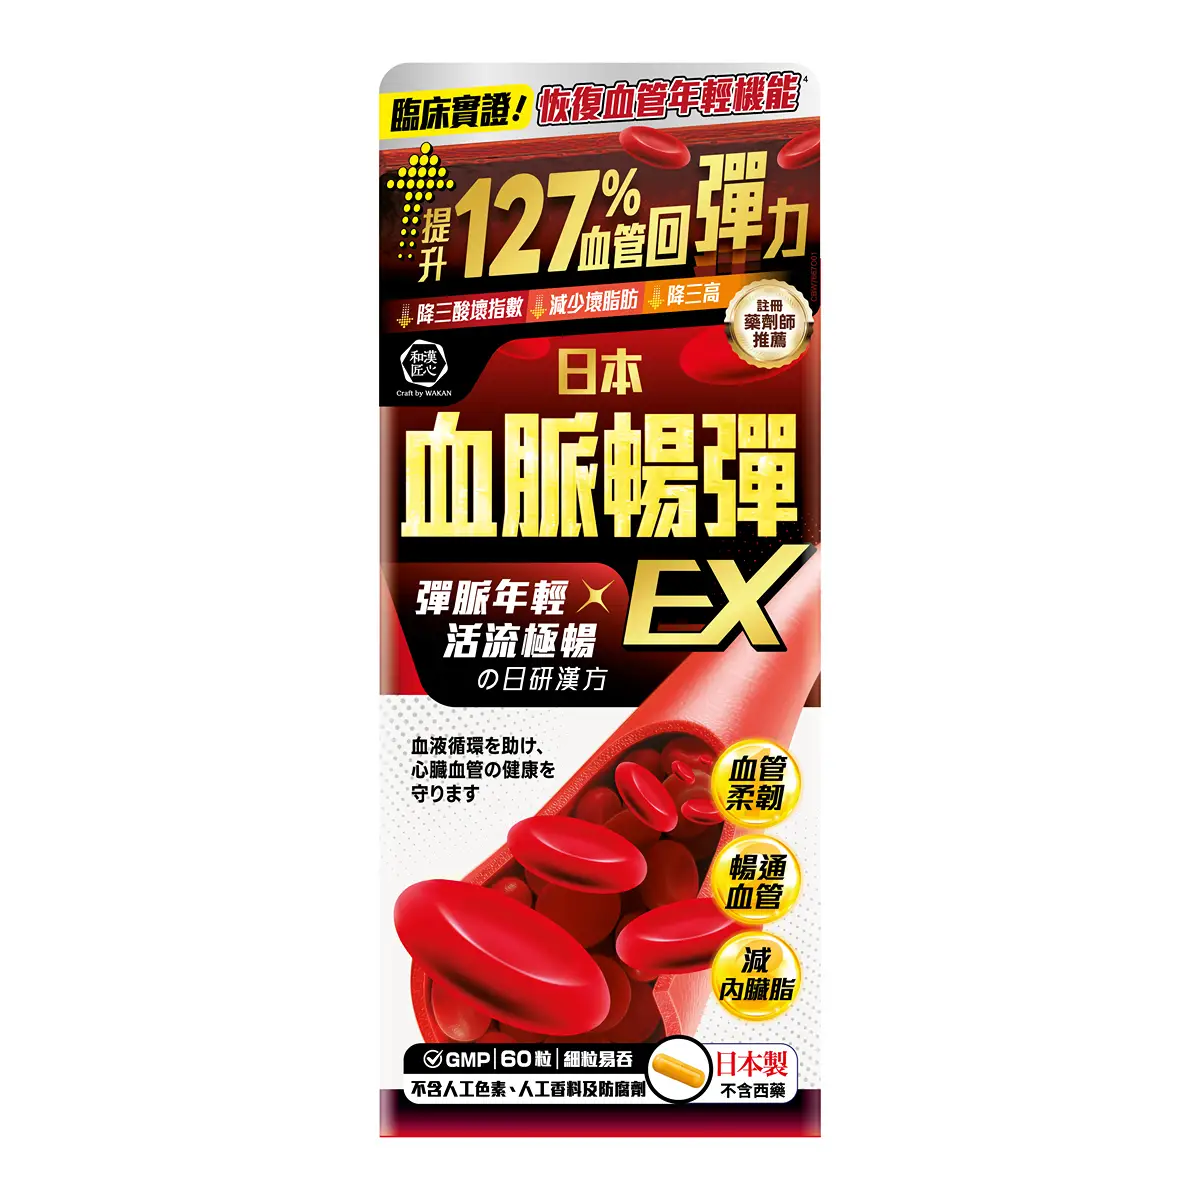 臨床實證! 恢復血管年輕機能4
提升127%血管回彈力
降三酸壞指數 減少壞脂肪 降三高
註冊
藥劑師
推薦
和漢
匠心
Craft by WAKAN
日本
血脈暢彈
EX
彈脈年輕
活流極暢
の日研漢方
血液循環を助け、
心臓血管の健康を
守ります
血管
柔韌
暢通
血管
減
內臟脂
GMP|60粒|細粒易吞
不含人工色素、人工香料及防腐劑
日本製
不含西藥